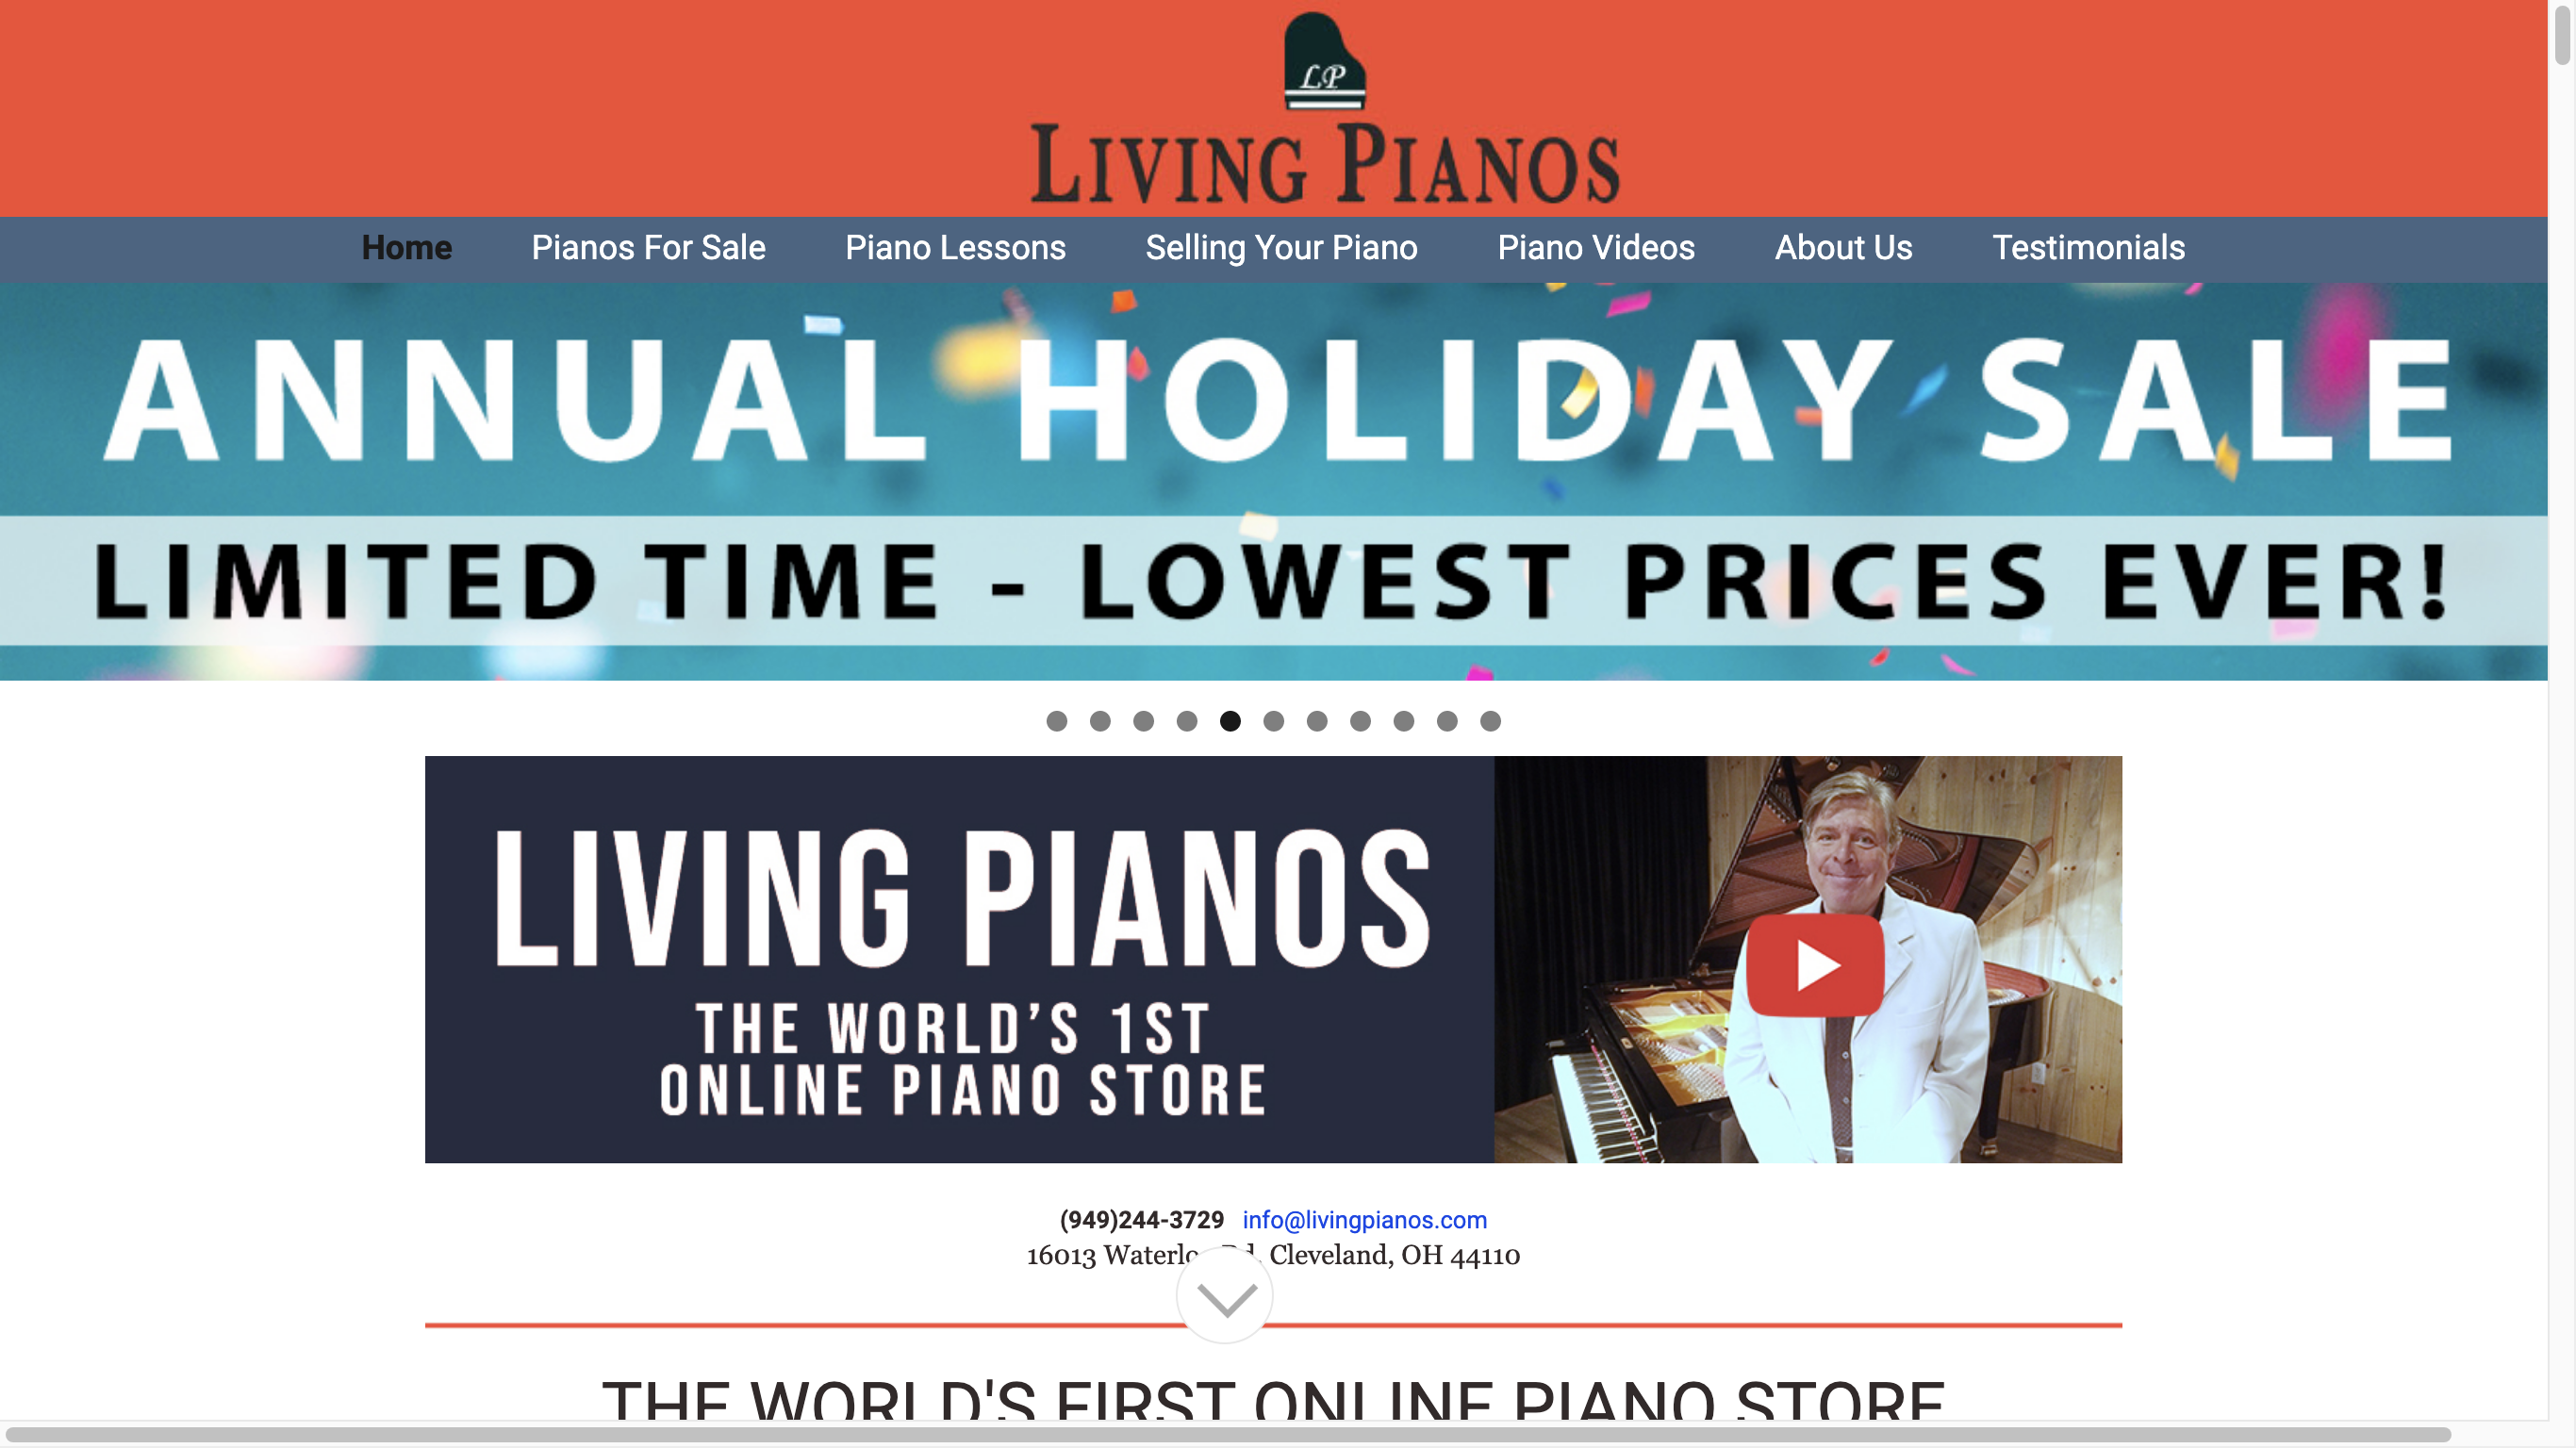 LP
LIVING PIANOS
Home Pianos For Sale Piano Lessons Selling Your Piano Piano Videos About Us Testimonials
ANNUAL HOLIDAY SALE
LIMITED TIME - LOWEST PRICES EVER!
LIVING PIANOS
THE WORLD'S 1ST
ONLINE PIANO STORE
(949)244-3729 info@livingpianos.com
16013 Cleveland, OH 44110
THE WORLD'S FIRST ONLINE PIANO STORE